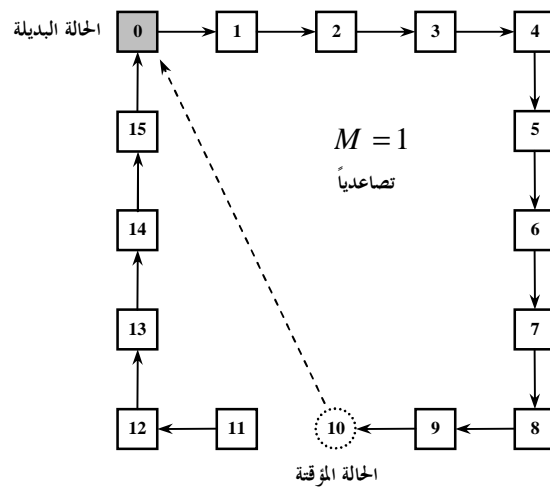 الحالة البديلة
0 1 2 3 4
15 5
M = 1
تصاعدياً
14 6
13 7
12 11 10 9 8
الحالة المؤقتة